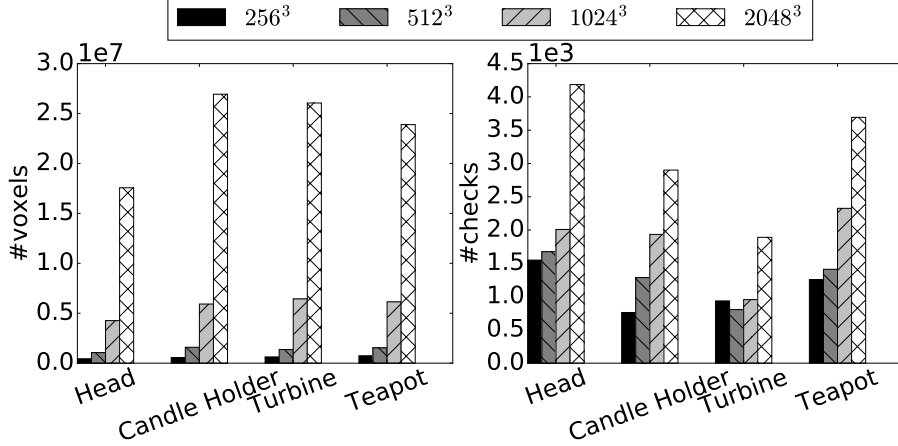 256³ 512³ 1024³ 2048³
1e7
3.0
2.5
2.0
1.5
1.0
0.5
0.0
#voxels
Head Candle Holder Turbine Teapot
1e3
4.5
4.0
3.5
3.0
2.5
2.0
1.5
1.0
0.5
0.0
#checks
Head Candle Holder Turbine Teapot